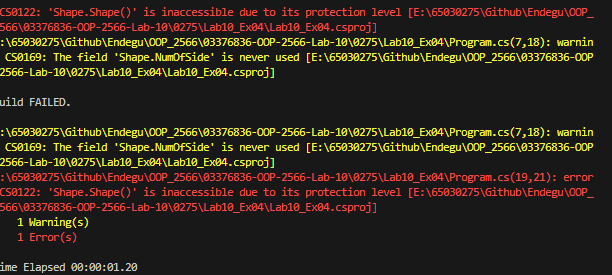 CS0122: 'Shape.Shape()' is inaccessible due to its protection level [E:\65030275\Github\Endegu\OOP_
2566\03376836-OOP-2566-Lab-10\0275\Lab10_Ex04\Lab10_Ex04.csproj]
:\65030275\Github\Endegu\OOP_2566\03376836-OOP-2566-Lab-10\0275\Lab10_Ex04\Program.cs(7,18): warnin
 CS0169: The field 'Shape.NumOfSide' is never used [E:\65030275\Github\Endegu\OOP_2566\03376836-OOP
2566-Lab-10\0275\Lab10_Ex04\Lab10_Ex04.csproj]
uild FAILED.
:\65030275\Github\Endegu\OOP_2566\03376836-OOP-2566-Lab-10\0275\Lab10_Ex04\Program.cs(7,18): warnin
 CS0169: The field 'Shape.NumOfSide' is never used [E:\65030275\Github\Endegu\OOP_2566\03376836-OOP
2566-Lab-10\0275\Lab10_Ex04\Lab10_Ex04.csproj]
:\65030275\Github\Endegu\OOP_2566\03376836-OOP-2566-Lab-10\0275\Lab10_Ex04\Program.cs(19,21): error
CS0122: 'Shape.Shape()' is inaccessible due to its protection level [E:\65030275\Github\Endegu\OOP_
566\03376836-OOP-2566-Lab-10\0275\Lab10_Ex04\Lab10_Ex04.csproj]
1 Warning(s)
1 Error(s)
ime Elapsed 00:00:01.20